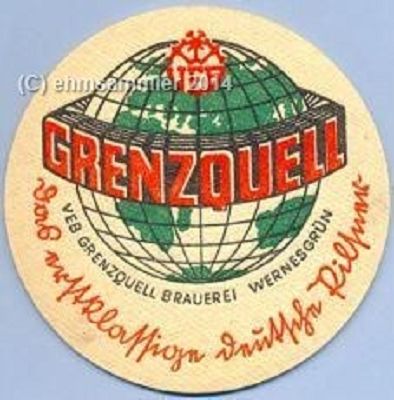 (C) ehmsammler 2014
GRENZQUELL
VEB GRENZQUELL BRAUEREI WERNESGRÜN
Das erstklassige deutsche Pilsner